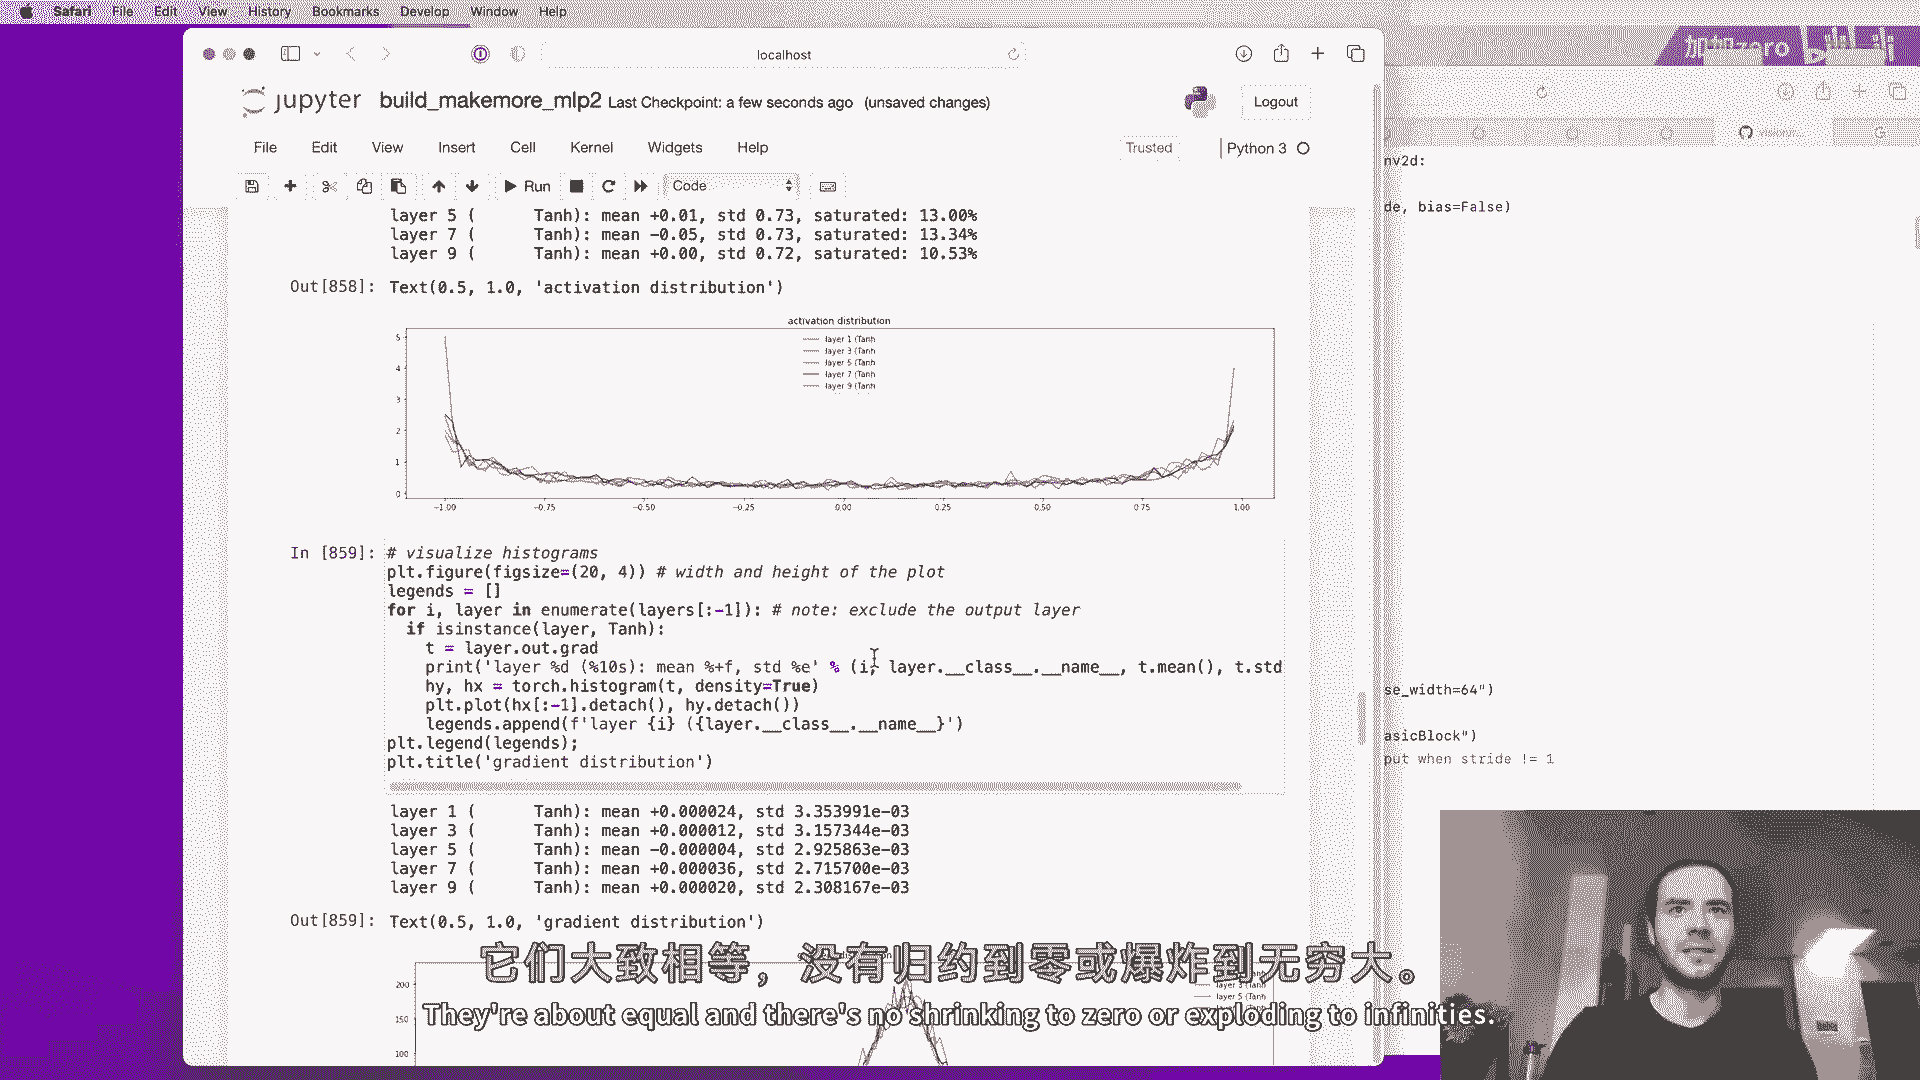 Safari File Edit View History Bookmarks Develop Window Help
加加zero
localhost
jupyter build_makemore_mlp2 Last Checkpoint: a few seconds ago (unsaved changes)
Logout
File Edit View Insert Cell Kernel Widgets Help
Trusted
Python 3
Run
Code
layer 5 ( Tanh): mean +0.01, std 0.73, saturated: 13.00%
layer 7 ( Tanh): mean -0.05, std 0.73, saturated: 13.34%
layer 9 ( Tanh): mean +0.00, std 0.72, saturated: 10.53%
Out[858]: Text(0.5, 1.0, 'activation distribution')
activation distribution
layer 1 (Tanh
layer 3 (Tanh
layer 5 (Tanh
layer 7 (Tanh
layer 9 (Tanh
5
4
3
2
1
0
-1.00 -0.75 -0.50 -0.25 0.00 0.25 0.50 0.75 1.00
In [859]: # visualize histograms
plt.figure(figsize=(20, 4)) # width and height of the plot
legends = []
for i, layer in enumerate(layers[:-1]): # note: exclude the output layer
if isinstance(layer, Tanh):
t = layer.out.grad
print('layer %d (%10s): mean %+f, std %e' % (i, layer.__class__.__name__, t.mean(), t.std
hy, hx = torch.histogram(t, density=True)
plt.plot(hx[:-1].detach(), hy.detach())
legends.append(f'layer {i} ({layer.__class__.__name__}')
plt.legend(legends);
plt.title('gradient distribution')
layer 1 ( Tanh): mean +0.000024, std 3.353991e-03
layer 3 ( Tanh): mean +0.000012, std 3.157344e-03
layer 5 ( Tanh): mean -0.000004, std 2.925863e-03
layer 7 ( Tanh): mean +0.000036, std 2.715700e-03
layer 9 ( Tanh): mean +0.000020, std 2.308167e-03
Out[859]: Text(0.5, 1.0, 'gradient distribution')
200
150
100
layer 3 (Tanh
layer 5 (Tanh
nv2d:
de, bias=False)
se_width=64")
asicBlock")
put when stride != 1
它们大致相等，没有归约到零或爆炸到无穷大。
They're about equal and there's no shrinking to zero or exploding to infinities.